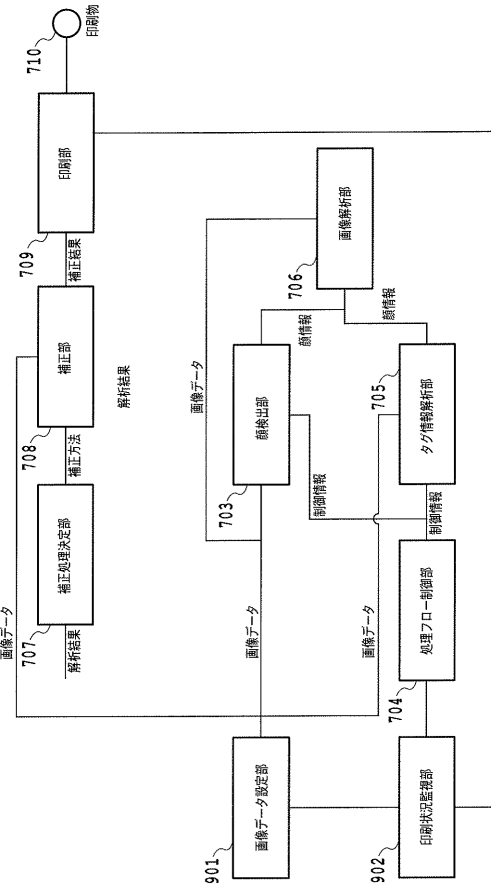 901
画像データ設定部
902
印刷状況監視部
画像データ
704
処理フロー制御部
制御情報
制御情報
画像データ
703
顔検出部
705
タグ情報解析部
画像データ
顔情報
顔情報
706
画像解析部
画像データ
解析結果
707
補正処理決定部
補正方法
708
補正部
解析結果
補正結果
709
印刷部
710
印刷物